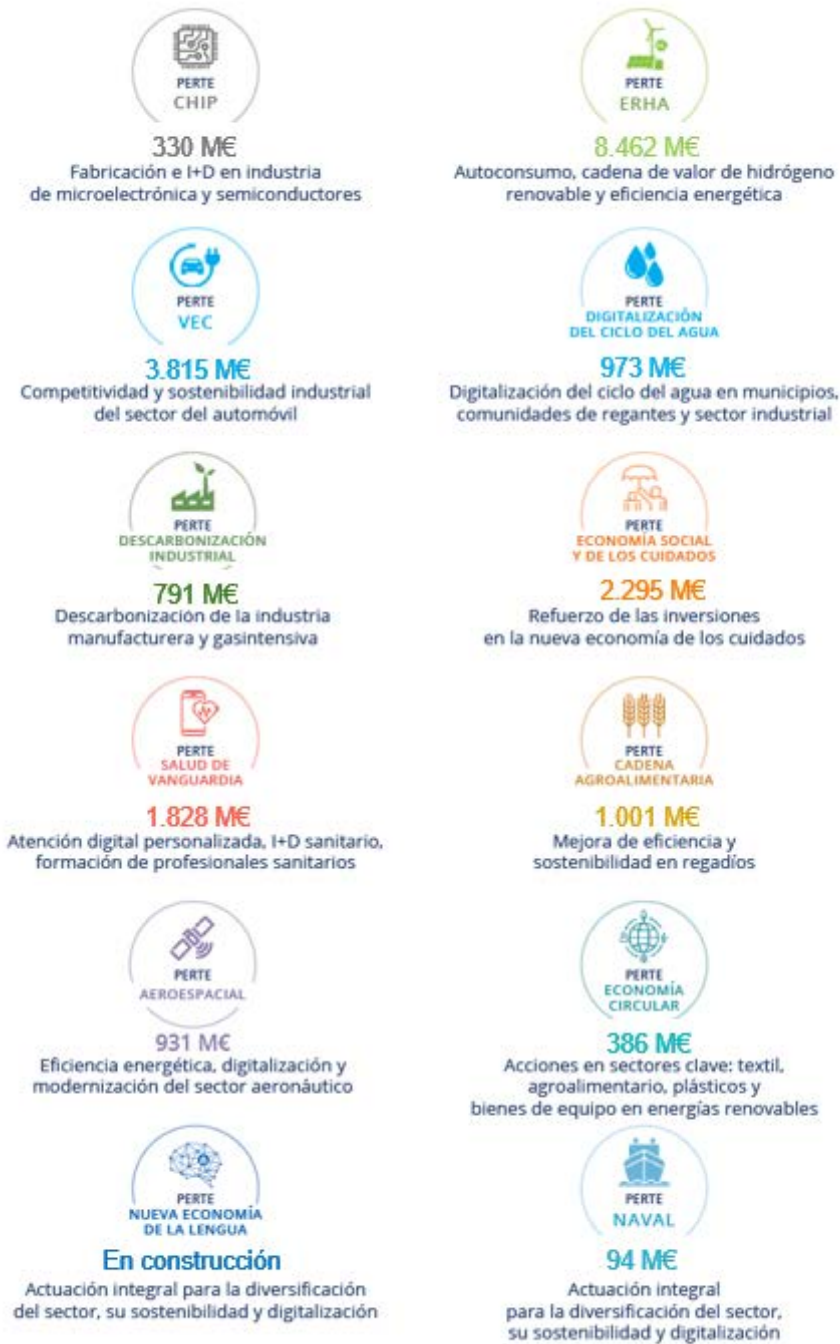 PERTE
CHIP
330 M€
Fabricación e I+D en industria
de microelectrónica y semiconductores
PERTE
ERHA
8.462 M€
Autoconsumo, cadena de valor de hidrógeno
renovable y eficiencia energética
PERTE
VEC
3.815 M€
Competitividad y sostenibilidad industrial
del sector del automóvil
PERTE
DIGITALIZACIÓN
DEL CICLO DEL AGUA
973 M€
Digitalización del ciclo del agua en municipios,
comunidades de regantes y sector industrial
PERTE
DESCARBONIZACIÓN
INDUSTRIAL
791 M€
Descarbonización de la industria
manufacturera y gasintensiva
PERTE
ECONOMÍA SOCIAL
Y DE LOS CUIDADOS
2.295 M€
Refuerzo de las inversiones
en la nueva economía de los cuidados
PERTE
SALUD DE
VANGUARDIA
1.828 M€
Atención digital personalizada, I+D sanitario,
formación de profesionales sanitarios
PERTE
CADENA
AGROALIMENTARIA
1.001 M€
Mejora de eficiencia y
sostenibilidad en regadíos
PERTE
AEROESPACIAL
931 M€
Eficiencia energética, digitalización y
modernización del sector aeronáutico
PERTE
ECONOMÍA
CIRCULAR
386 M€
Acciones en sectores clave: textil,
agroalimentario, plásticos y
bienes de equipo en energías renovables
PERTE
NUEVA ECONOMÍA
DE LA LENGUA
En construcción
Actuación integral para la diversificación
del sector, su sostenibilidad y digitalización
PERTE
NAVAL
94 M€
Actuación integral
para la diversificación del sector,
su sostenibilidad y digitalización